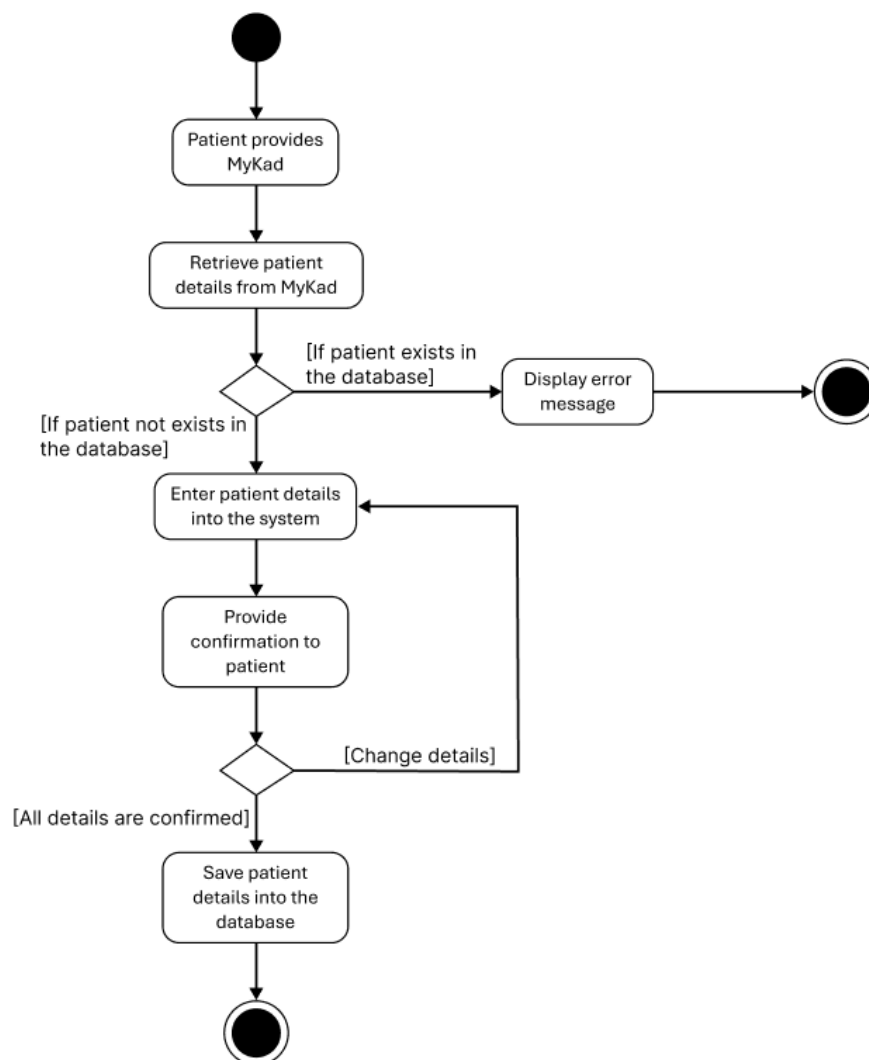 Patient provides
MyKad
Retrieve patient
details from MyKad
[If patient exists in
the database]
Display error
message
[If patient not exists in
the database]
Enter patient details
into the system
Provide
confirmation to
patient
[Change details]
[All details are confirmed]
Save patient
details into the
database